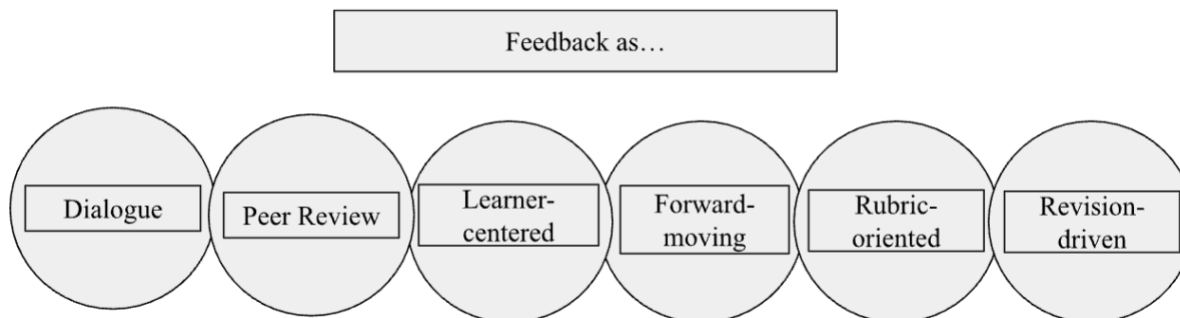 Feedback as…
Dialogue
Peer Review
Learner-
centered
Forward-
moving
Rubric-
oriented
Revision-
driven